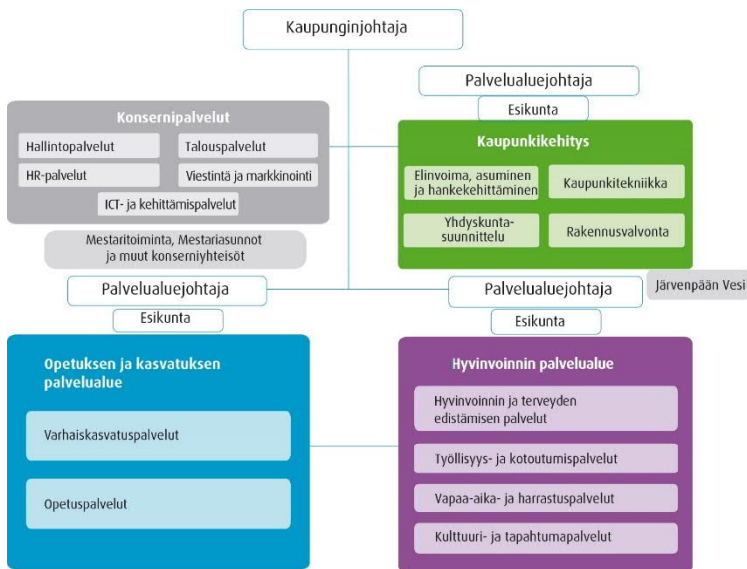 Kaupunginjohtaja
Konsernipalvelut
Hallintopalvelut
Talouspalvelut
HR-palvelut
Viestintä ja markkinointi
ICT- ja kehittämispalvelut
Mestaritoiminta, Mestariasunnot
ja muut konserniyhteisöt
Palvelualuejohtaja
Esikunta
Kaupunkikehitys
Elinvoima, asuminen
ja hankekehittäminen
Kaupunkitekniikka
Yhdyskunta-
suunnittelu
Rakennusvalvonta
Järvenpään Vesi
Palvelualuejohtaja
Esikunta
Opetuksen ja kasvatuksen
palvelualue
Varhaiskasvatuspalvelut
Opetuspalvelut
Palvelualuejohtaja
Esikunta
Hyvinvoinnin palvelualue
Hyvinvoinnin ja terveyden
edistämisen palvelut
Työllisyys- ja kotoutumispalvelut
Vapaa-aika- ja harrastuspalvelut
Kulttuuri- ja tapahtumapalvelut